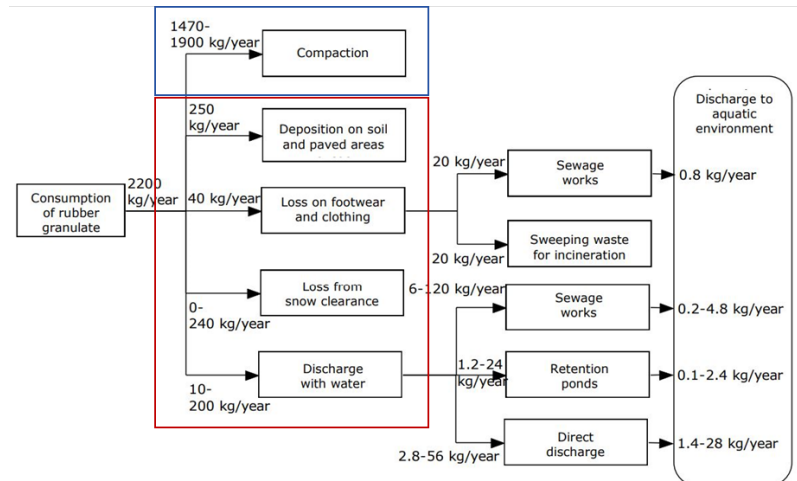 1470-
1900 kg/year
Compaction
250
kg/year
Deposition on soil
and paved areas
2200
kg/year
Consumption
of rubber
granulate
40 kg/year
Loss on footwear
and clothing
20 kg/year
Sewage
works
20 kg/year
Sweeping waste
for incineration
0-
240 kg/year
Loss from
snow clearance
10-
200 kg/year
Discharge
with water
6-120 kg/year
Sewage
works
1.2-24
kg/year
Retention
ponds
2.8-56 kg/year
Direct
discharge
Discharge to
aquatic
environment
0.8 kg/year
0.2-4.8 kg/year
0.1-2.4 kg/year
1.4-28 kg/year